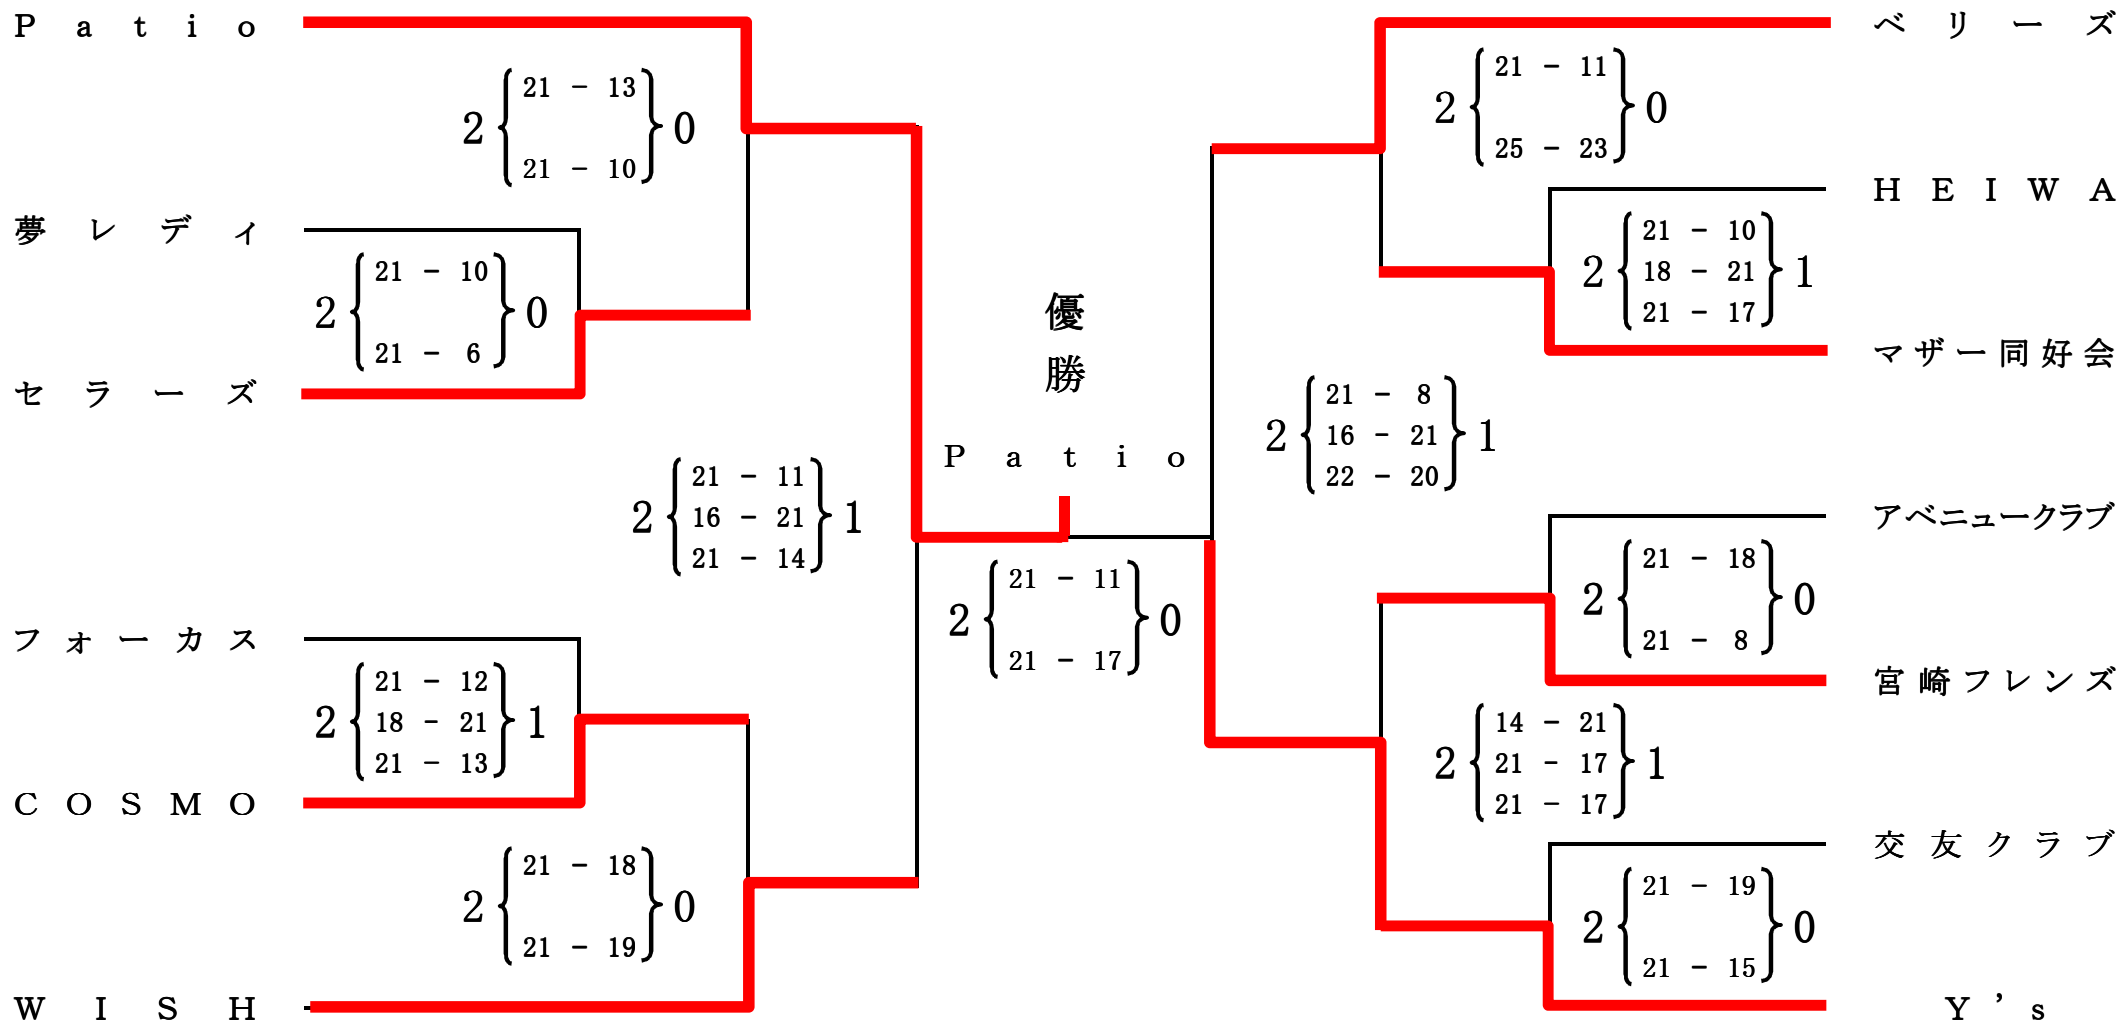 Patio
21 － 13
2 0
21 － 10
夢レディ
21 － 10
2 0
21 － 6
セラーズ
21 － 11
2 16 － 21 1
21 － 14
フォーカス
21 － 12
2 18 － 21 1
21 － 13
COSMO
21 － 18
2 0
21 － 19
WISH
優
勝
Patio
21 － 11
2 0
21 － 17
ベリーズ
21 － 11
2 0
25 － 23
HEIWA
21 － 10
2 18 － 21 1
21 － 17
マザー同好会
21 － 8
2 16 － 21 1
22 － 20
アベニュークラブ
21 － 18
2 0
21 － 8
宮崎フレンズ
14 － 21
2 21 － 17 1
21 － 17
交友クラブ
21 － 19
2 0
21 － 15
Y’s